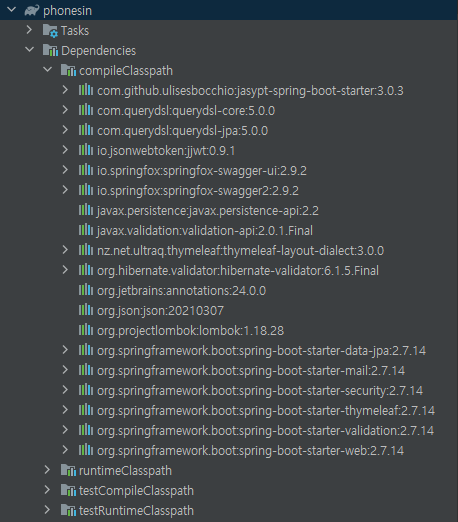 phonesin
Tasks
Dependencies
compileClasspath
com.github.ulisesbocchio:jasypt-spring-boot-starter:3.0.3
com.querydsl:querydsl-core:5.0.0
com.querydsl:querydsl-jpa:5.0.0
io.jsonwebtoken:jjwt:0.9.1
io.springfox:springfox-swagger-ui:2.9.2
io.springfox:springfox-swagger2:2.9.2
javax.persistence:javax.persistence-api:2.2
javax.validation:validation-api:2.0.1.Final
nz.net.ultraq.thymeleaf:thymeleaf-layout-dialect:3.0.0
org.hibernate.validator:hibernate-validator:6.1.5.Final
org.jetbrains:annotations:24.0.0
org.json:json:20210307
org.projectlombok:lombok:1.18.28
org.springframework.boot:spring-boot-starter-data-jpa:2.7.14
org.springframework.boot:spring-boot-starter-mail:2.7.14
org.springframework.boot:spring-boot-starter-security:2.7.14
org.springframework.boot:spring-boot-starter-thymeleaf:2.7.14
org.springframework.boot:spring-boot-starter-validation:2.7.14
org.springframework.boot:spring-boot-starter-web:2.7.14
runtimeClasspath
testCompileClasspath
testRuntimeClasspath